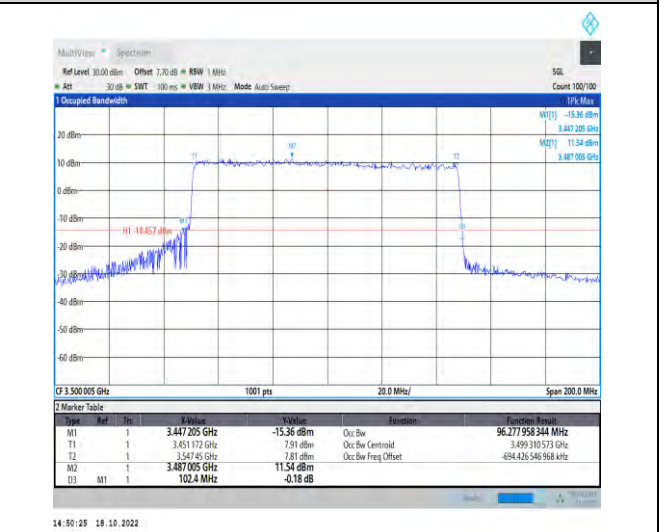 MultiView Spectrum
Ref Level 30.00 dBm Offset 7.70 dB RBW 1 MHz SGL
Att 30 dB SWT 100 ms VBW 3 MHz Mode Auto Sweep Count 100/100
1 Occupied Bandwidth 1Pk Max
M1[1] -15.36 dBm
3.447 205 GHz
M2[1] 11.54 dBm
3.487 005 GHz
20 dBm
T1 M2 T2
10 dBm
0 dBm
-10 dBm
M1
H1 -14.457 dBm
-20 dBm
-30 dBm
-40 dBm
-50 dBm
-60 dBm
CF 3.500 005 GHz 1001 pts 20.0 MHz/ Span 200.0 MHz
2 Marker Table
Type Ref Trc X-Value Y-Value Function Function Result
M1 1 3.447 205 GHz -15.36 dBm Occ Bw 96.277 958 344 MHz
T1 1 3.451 172 GHz 7.91 dBm Occ Bw Centroid 3.499 310 573 GHz
T2 1 3.547 45 GHz 7.81 dBm Occ Bw Freq Offset -694.426 546 968 kHz
M2 1 3.487 005 GHz 11.54 dBm
D3 M1 1 102.4 MHz -0.18 dB
14:50:25 18.10.2022